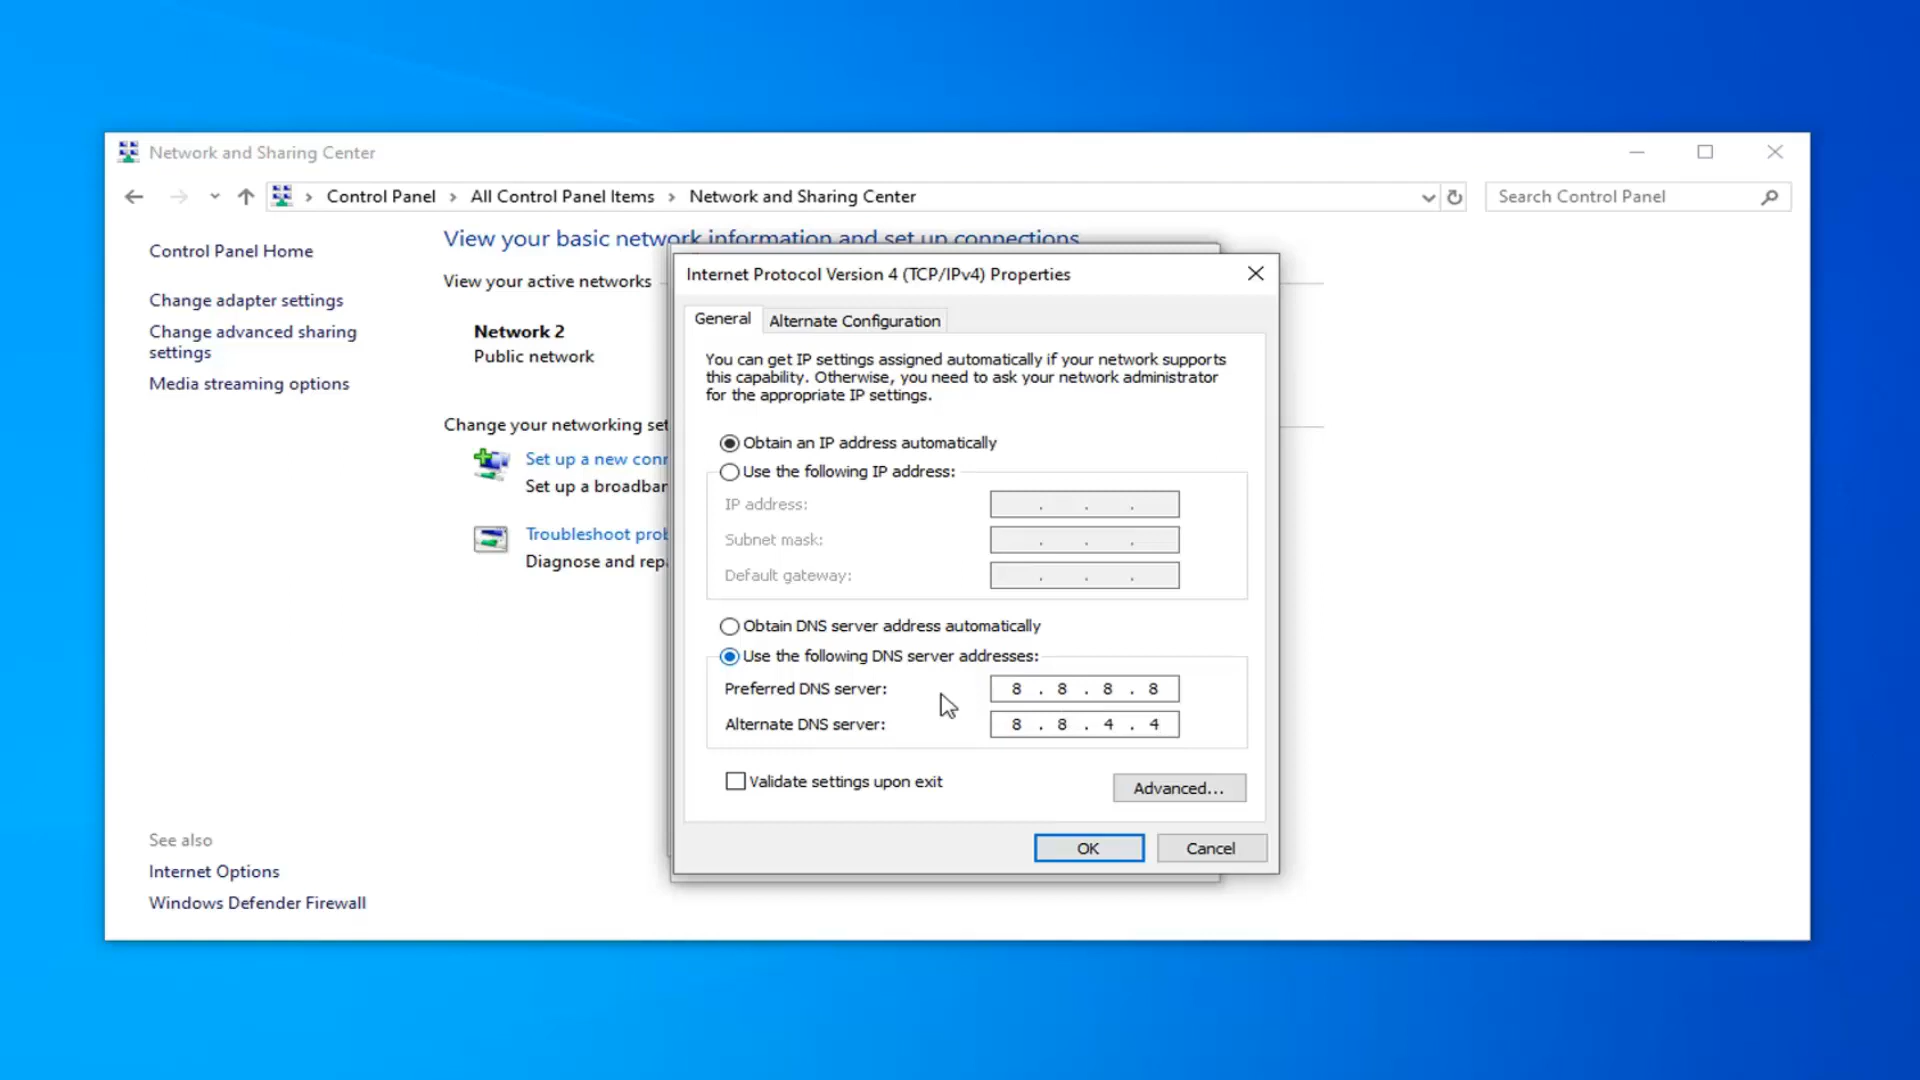 Network and Sharing Center
Control Panel > All Control Panel Items > Network and Sharing Center
Search Control Panel
Control Panel Home
Change adapter settings
Change advanced sharing
settings
Media streaming options
See also
Internet Options
Windows Defender Firewall
View your basic network information and set up connections
View your active networks
Network 2
Public network
Change your networking set
Set up a new conn
Set up a broadban
Troubleshoot prob
Diagnose and repa
Internet Protocol Version 4 (TCP/IPv4) Properties
General
Alternate Configuration
You can get IP settings assigned automatically if your network supports
this capability. Otherwise, you need to ask your network administrator
for the appropriate IP settings.
Obtain an IP address automatically
Use the following IP address:
IP address: . . .
Subnet mask: . . .
Default gateway: . . .
Obtain DNS server address automatically
Use the following DNS server addresses:
Preferred DNS server: 8 . 8 . 8 . 8
Alternate DNS server: 8 . 8 . 4 . 4
Validate settings upon exit
Advanced...
OK
Cancel